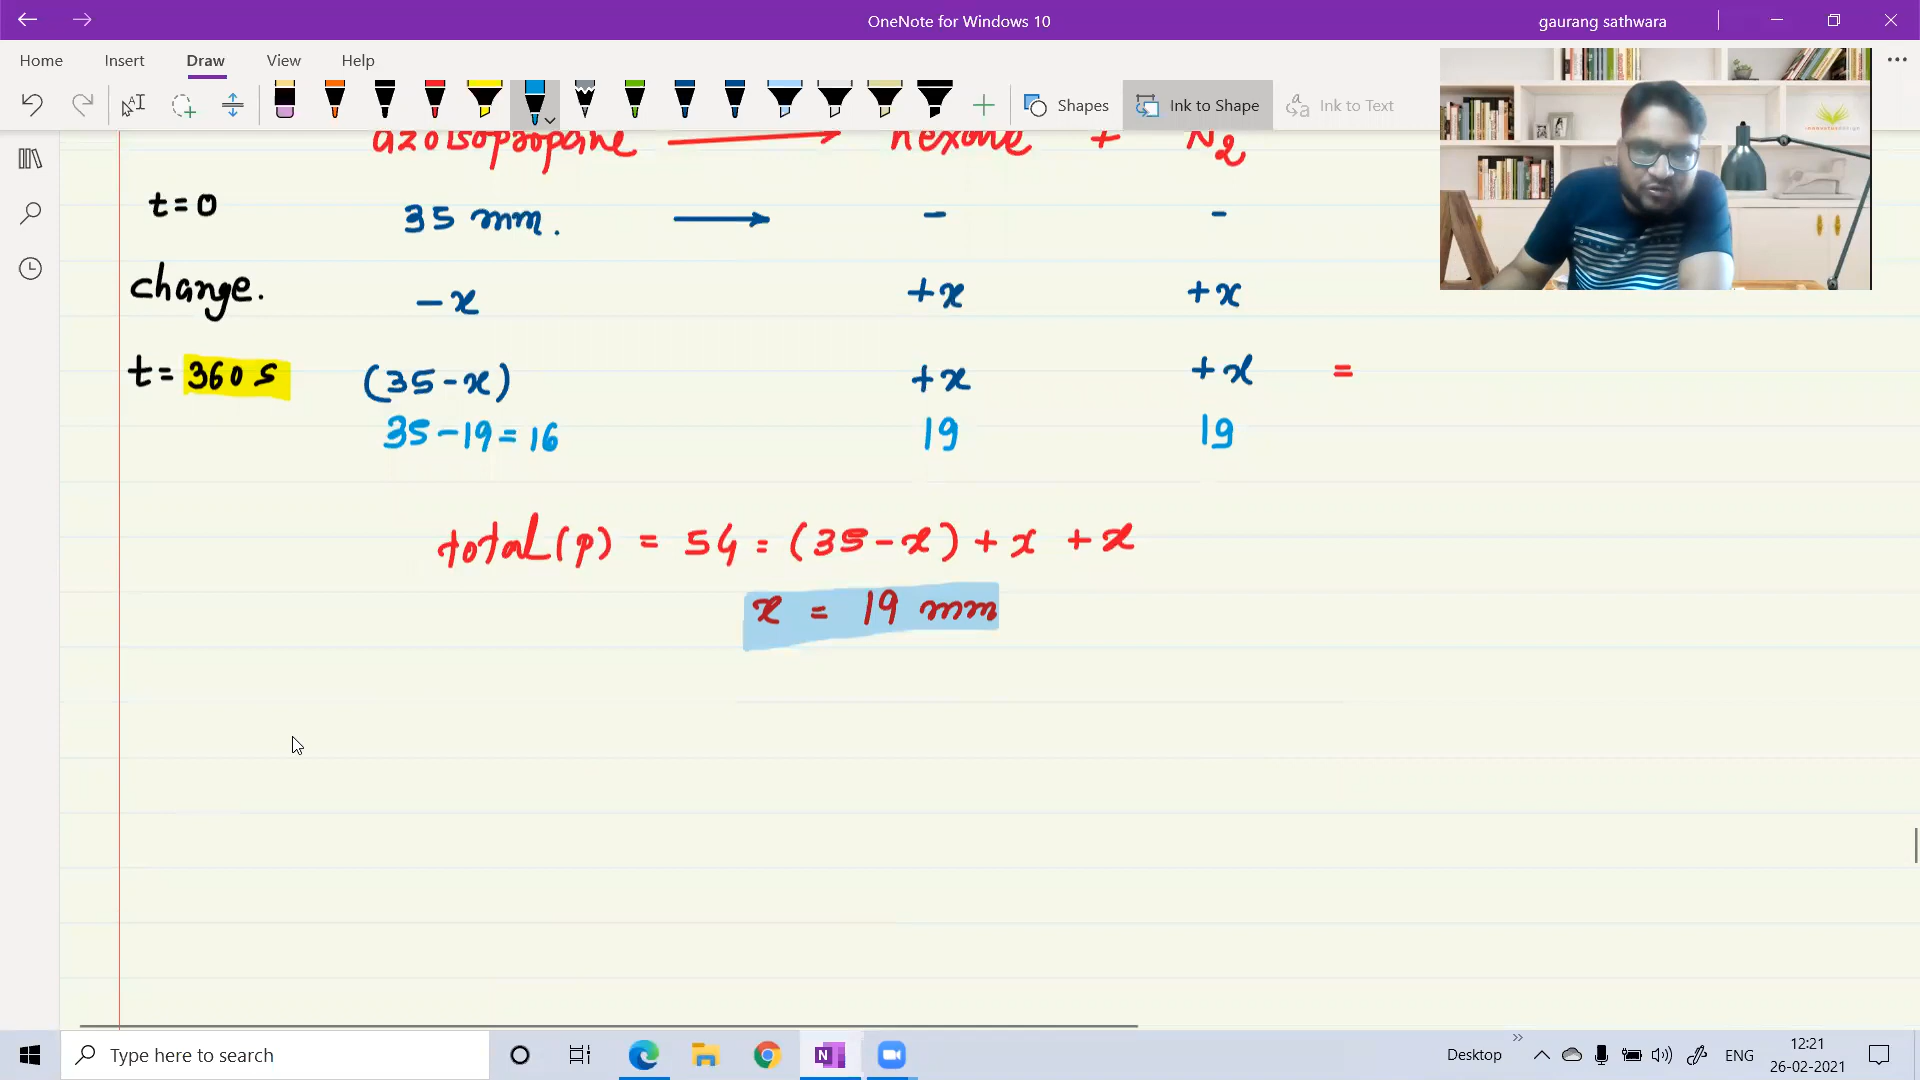 OneNote for Windows 10
gaurang sathwara
Home Insert Draw View Help
Shapes Ink to Shape Ink to Text
azoisopropane ⟶ hexane + N2
t=0 35 mm. ⟶ - -
change. -x +x +x
t= 360 s (35-x) +x +x =
35-19=16 19 19
total(p) = 54 = (35-x)+x +x
x = 19 mm
Type here to search
Desktop
ENG
12:21
26-02-2021